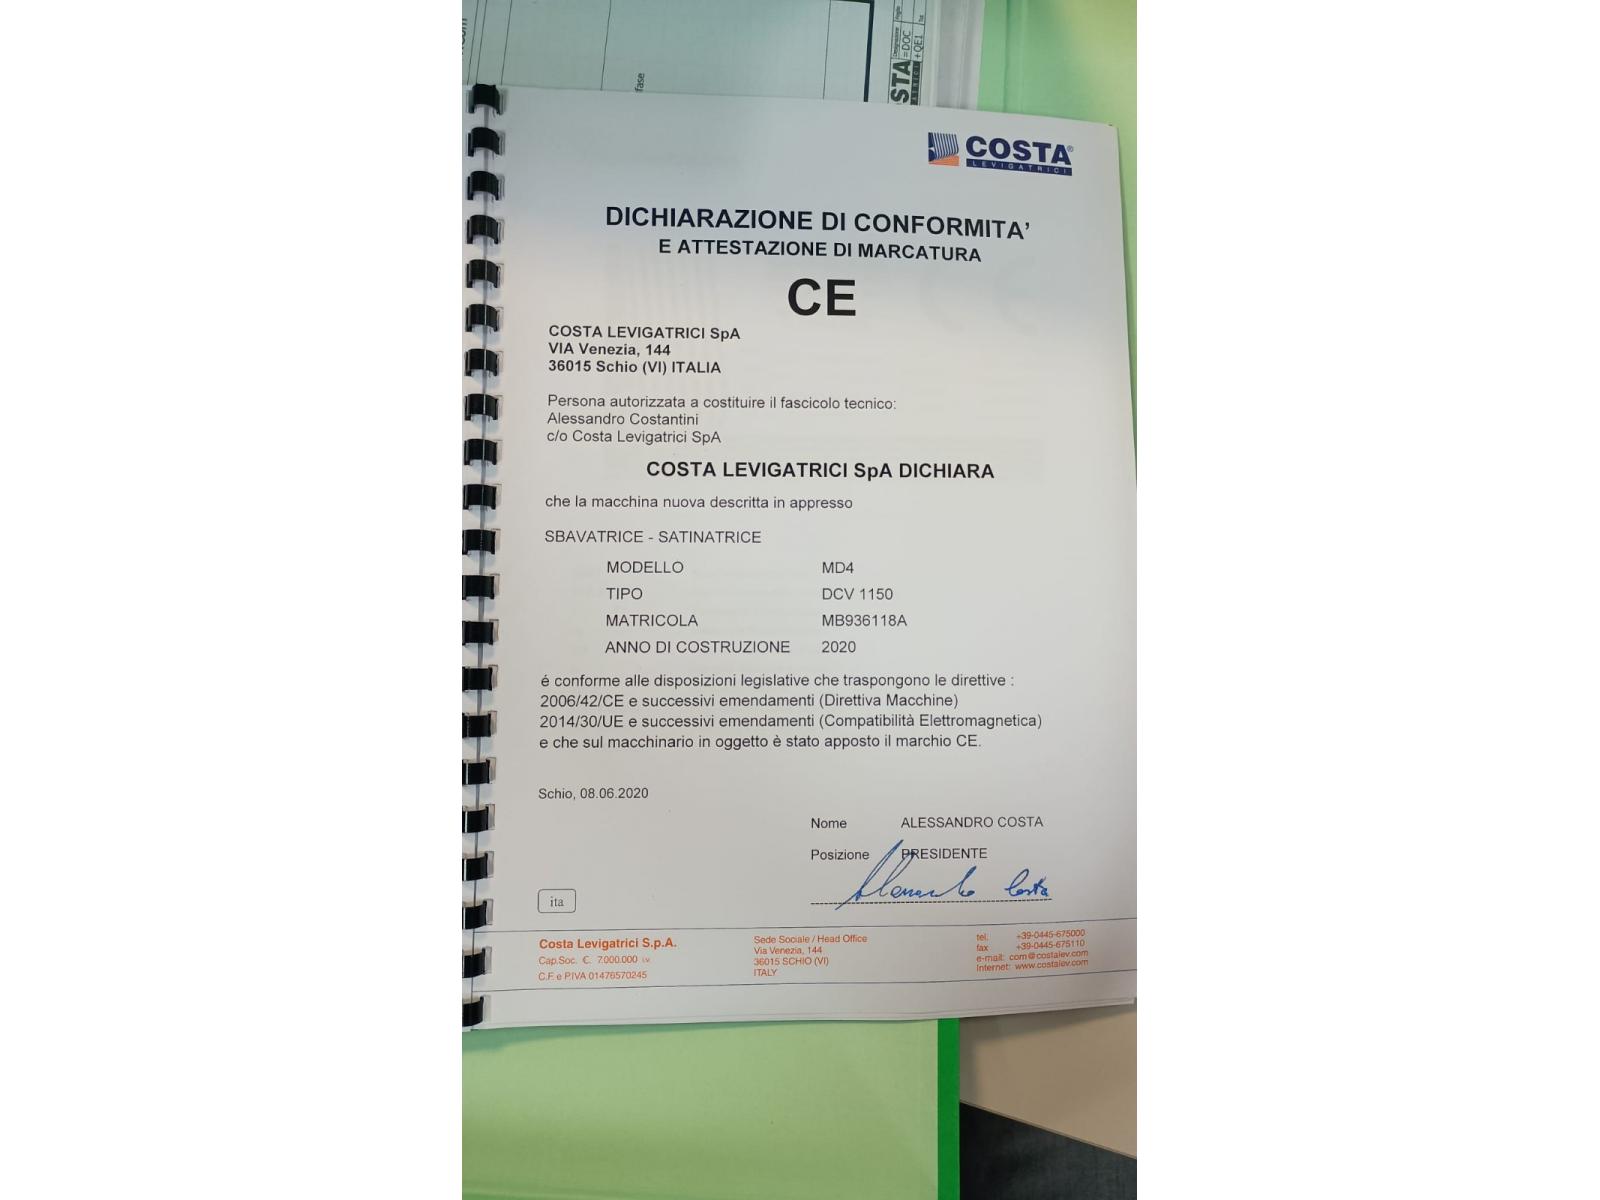 fase
STA
=DOC
+QE1
COSTA®
LEVIGATRICI
DICHIARAZIONE DI CONFORMITA'
E ATTESTAZIONE DI MARCATURA
CE
COSTA LEVIGATRICI SpA
VIA Venezia, 144
36015 Schio (VI) ITALIA
Persona autorizzata a costituire il fascicolo tecnico:
Alessandro Costantini
c/o Costa Levigatrici SpA
COSTA LEVIGATRICI SpA DICHIARA
che la macchina nuova descritta in appresso
SBAVATRICE - SATINATRICE
MODELLO MD4
TIPO DCV 1150
MATRICOLA MB936118A
ANNO DI COSTRUZIONE 2020
é conforme alle disposizioni legislative che traspongono le direttive :
2006/42/CE e successivi emendamenti (Direttiva Macchine)
2014/30/UE e successivi emendamenti (Compatibilità Elettromagnetica)
e che sul macchinario in oggetto è stato apposto il marchio CE.
Schio, 08.06.2020
Nome ALESSANDRO COSTA
Posizione PRESIDENTE
Alessandro Costa
ita
Costa Levigatrici S.p.A.
Cap.Soc. €. 7.000.000 i.v.
C.F. e P.IVA 01476570245
Sede Sociale / Head Office
Via Venezia, 144
36015 SCHIO (VI)
ITALY
tel. +39-0445-675000
fax +39-0445-675110
e-mail: com@costalev.com
Internet: www.costalev.com